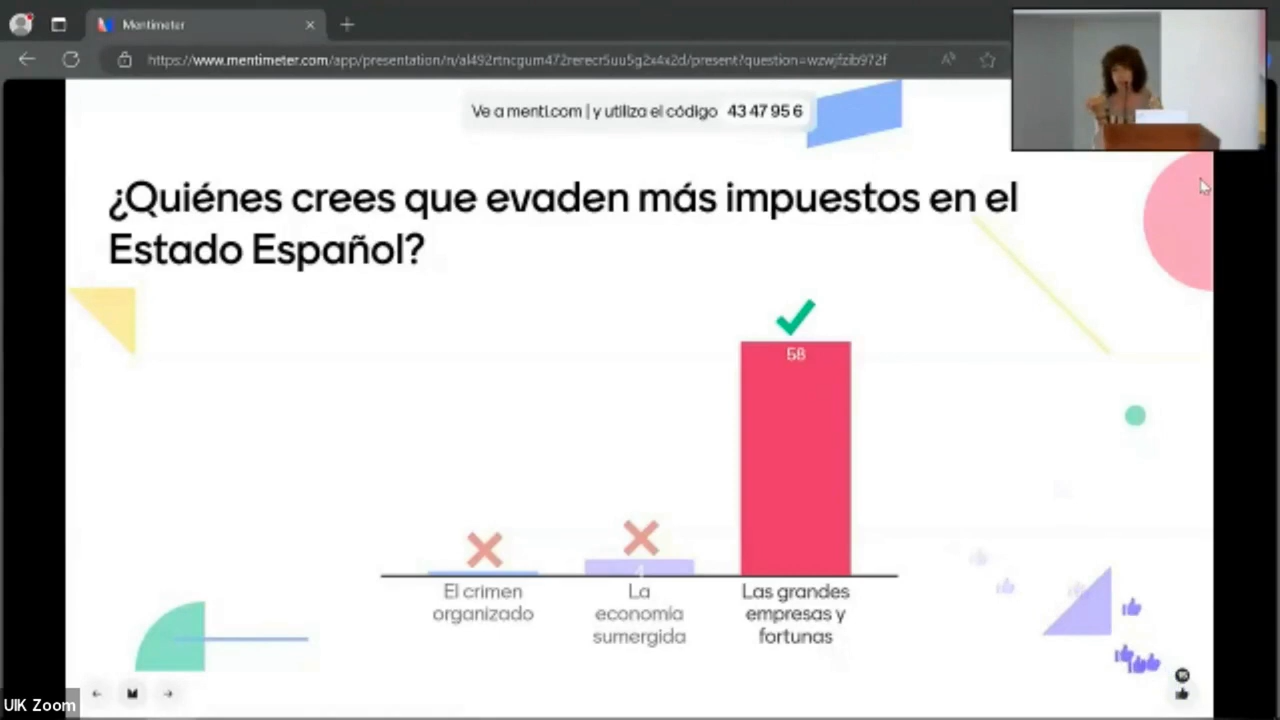 Mentimeter
https://www.mentimeter.com/app/presentation/n/al492rtncgum472rerecr5uu5g2x4x2d/present?question=wzwjfzib972f
Ve a menti.com | y utiliza el código 43 47 95 6
¿Quiénes crees que evaden más impuestos en el
Estado Español?
58
4
El crimen
organizado
La
economía
sumergida
Las grandes
empresas y
fortunas
UIK Zoom